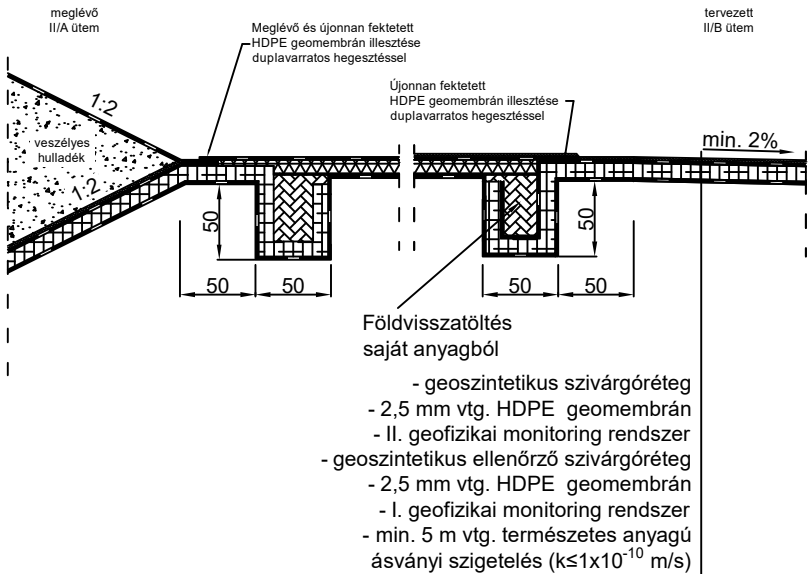 meglévő
II/A ütem
Meglévő és újonnan fektetett
HDPE geomembrán illesztése
duplavarratos hegesztéssel
tervezett
II/B ütem
Újonnan fektetett
HDPE geomembrán illesztése
duplavarratos hegesztéssel
1:2
veszélyes
hulladék
1:2
min. 2%
50
50
50
50
50
50
Földvisszatöltés
saját anyagból
- geoszintetikus szivárgóréteg
- 2,5 mm vtg. HDPE geomembrán
- II. geofizikai monitoring rendszer
- geoszintetikus ellenőrző szivárgóréteg
- 2,5 mm vtg. HDPE geomembrán
- I. geofizikai monitoring rendszer
- min. 5 m vtg. természetes anyagú
ásványi szigetelés (k≤1x10⁻¹⁰ m/s)